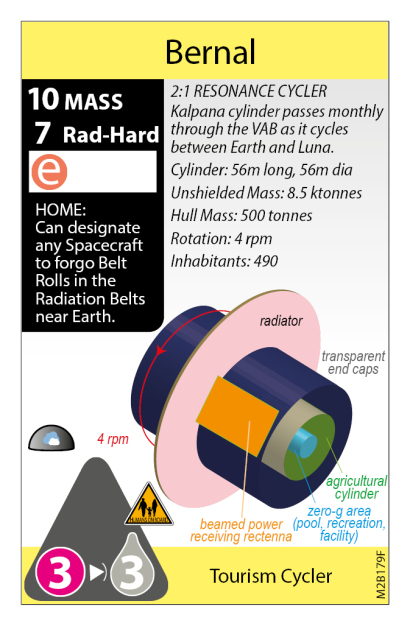 Bernal
10 MASS
7 Rad-Hard
e
HOME:
Can designate
any Spacecraft
to forgo Belt
Rolls in the
Radiation Belts
near Earth.
2:1 RESONANCE CYCLER
Kalpana cylinder passes monthly
through the VAB as it cycles
between Earth and Luna.
Cylinder: 56m long, 56m dia
Unshielded Mass: 8.5 ktonnes
Hull Mass: 500 tonnes
Rotation: 4 rpm
Inhabitants: 490
radiator
transparent
end caps
4 rpm
agricultural
cylinder
zero-g area
(pool, recreation,
facility)
beamed power
receiving rectenna
3
3
Tourism Cycler
M2B179F